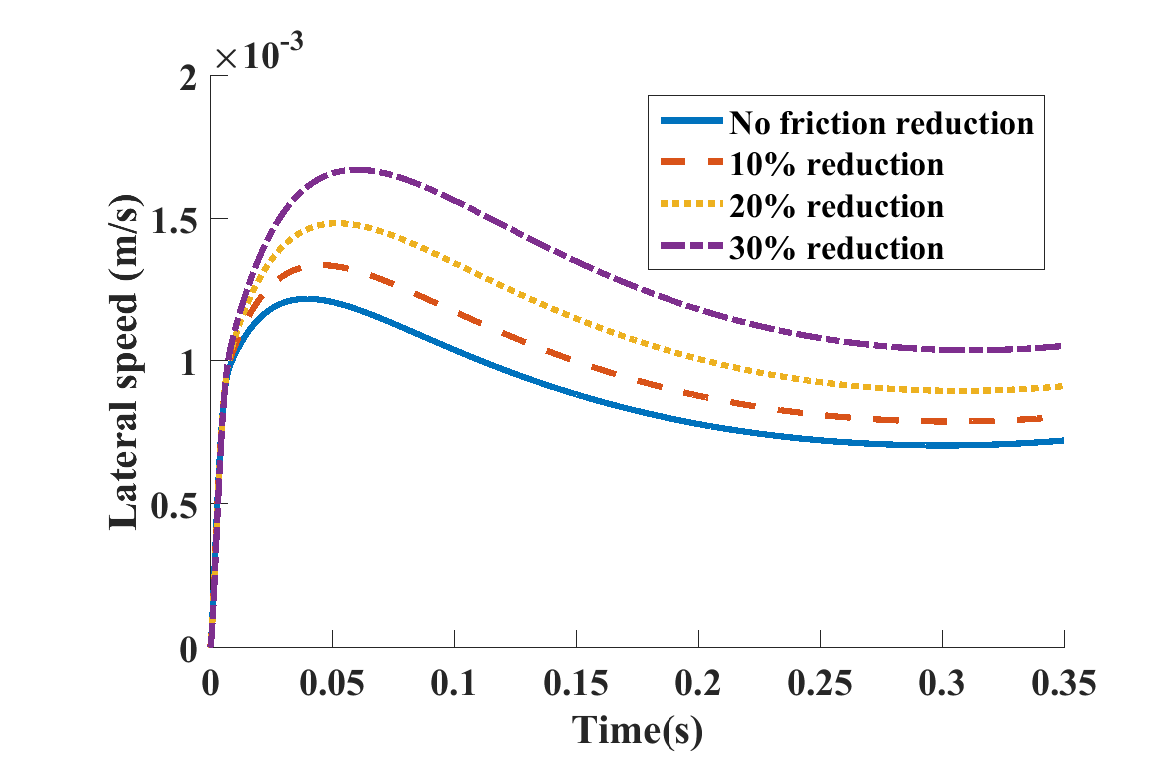 ×10-3
2
1.5
1
0.5
0
Lateral speed (m/s)
No friction reduction
10% reduction
20% reduction
30% reduction
0 0.05 0.1 0.15 0.2 0.25 0.3 0.35
Time(s)